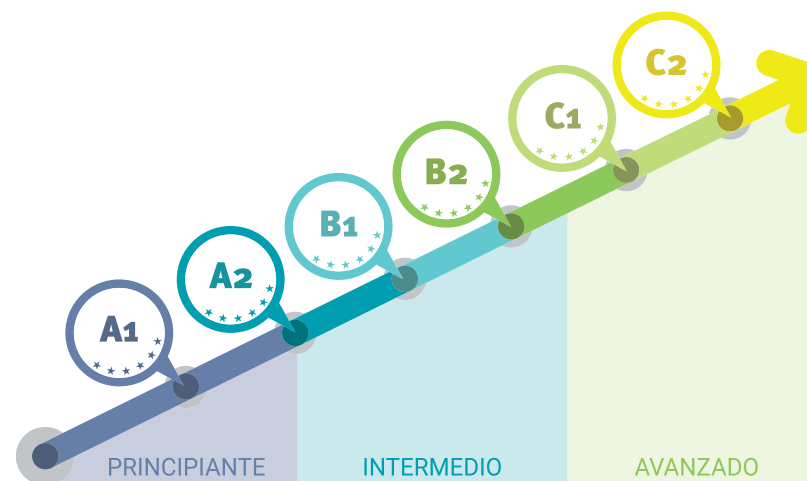 A1
A2
B1
B2
C1
C2
PRINCIPIANTE
INTERMEDIO
AVANZADO